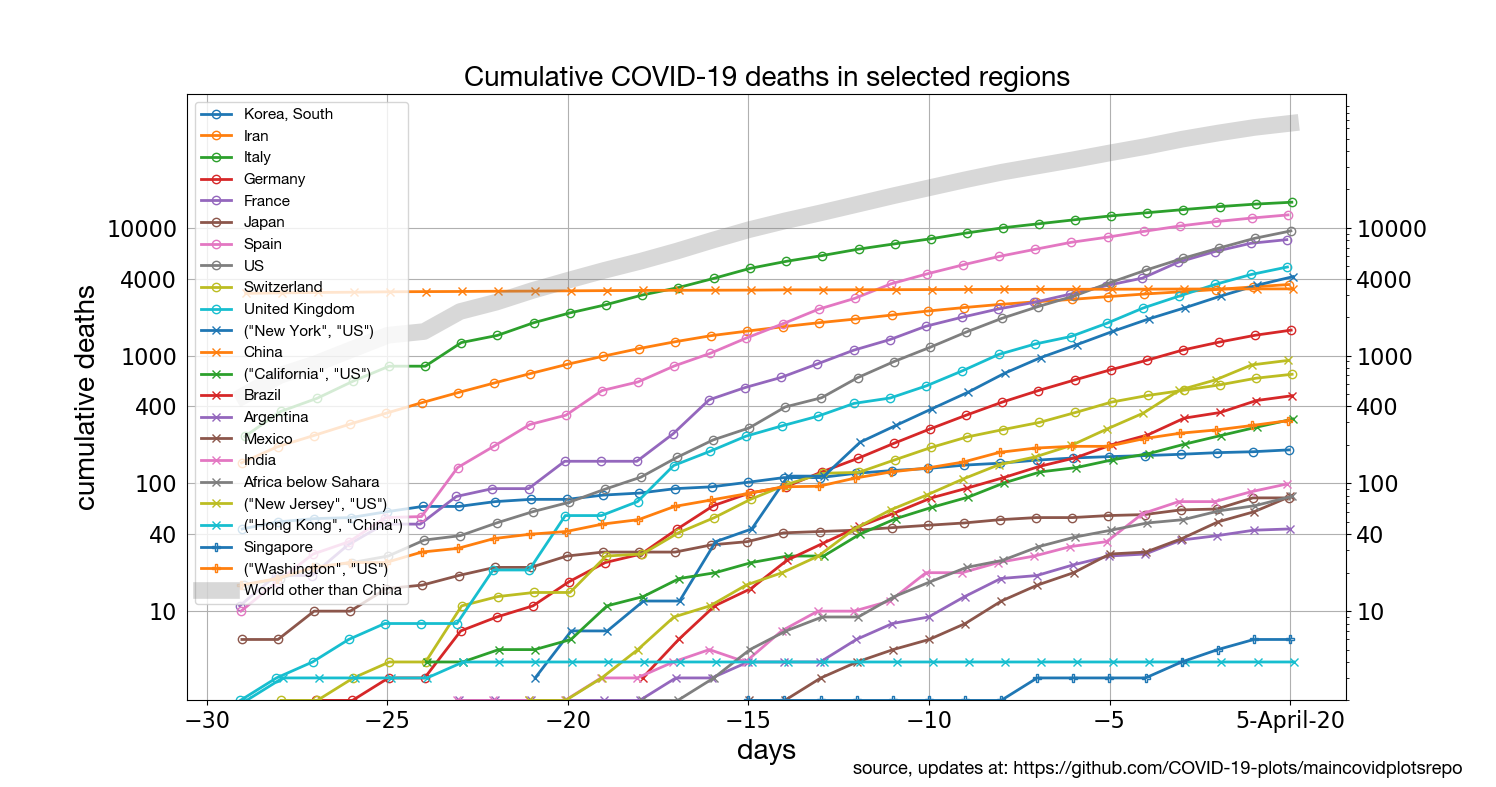 Cumulative COVID-19 deaths in selected regions
cumulative deaths
10000
4000
1000
400
100
40
10
Korea, South
Iran
Italy
Germany
France
Japan
Spain
US
Switzerland
United Kingdom
("New York", "US")
China
("California", "US")
Brazil
Argentina
Mexico
India
Africa below Sahara
("New Jersey", "US")
("Hong Kong", "China")
Singapore
("Washington", "US")
World other than China
10000
4000
1000
400
100
40
10
−30 −25 −20 −15 −10 −5 5-April-20
days
source, updates at: https://github.com/COVID-19-plots/maincovidplotsrepo